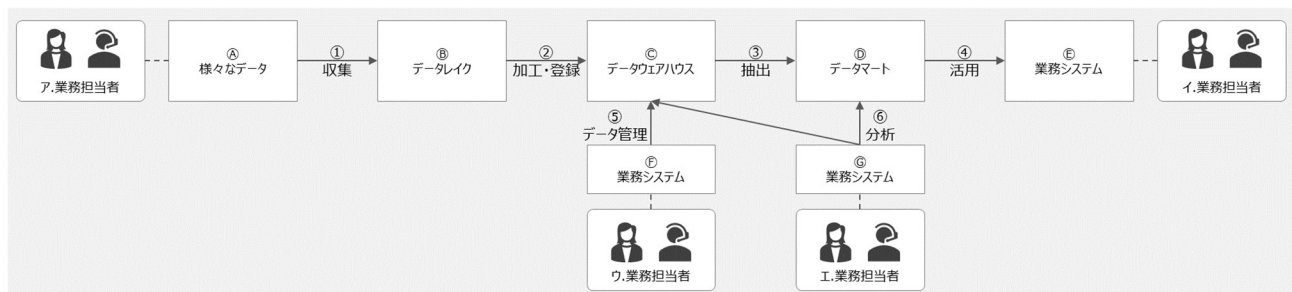 ア.業務担当者
Ⓐ
様々なデータ
①
収集
Ⓑ
データレイク
②
加工・登録
Ⓒ
データウェアハウス
③
抽出
Ⓓ
データマート
④
活用
Ⓔ
業務システム
イ.業務担当者
⑤
データ管理
⑥
分析
Ⓕ
業務システム
Ⓖ
業務システム
ウ.業務担当者
エ.業務担当者